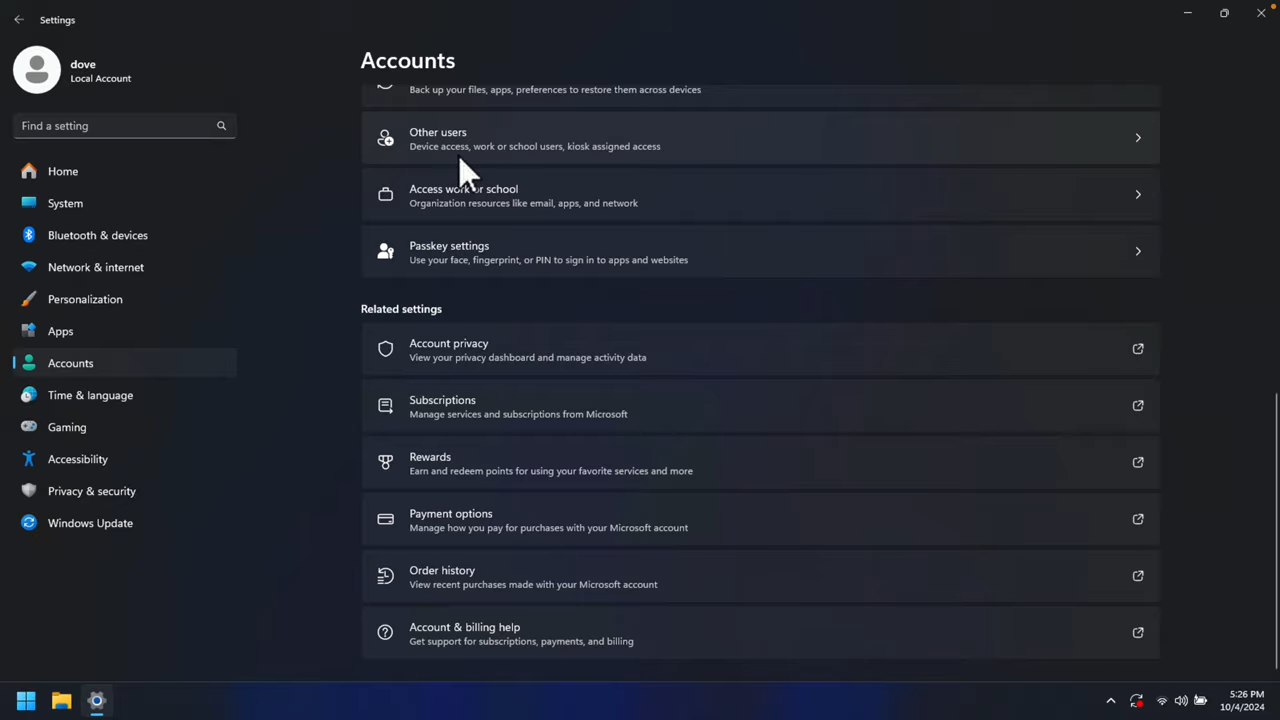 Settings
dove
Local Account
Find a setting
Home
System
Bluetooth & devices
Network & internet
Personalization
Apps
Accounts
Time & language
Gaming
Accessibility
Privacy & security
Windows Update
Accounts
Back up your files, apps, preferences to restore them across devices
Other users
Device access, work or school users, kiosk assigned access
Access work or school
Organization resources like email, apps, and network
Passkey settings
Use your face, fingerprint, or PIN to sign in to apps and websites
Related settings
Account privacy
View your privacy dashboard and manage activity data
Subscriptions
Manage services and subscriptions from Microsoft
Rewards
Earn and redeem points for using your favorite services and more
Payment options
Manage how you pay for purchases with your Microsoft account
Order history
View recent purchases made with your Microsoft account
Account & billing help
Get support for subscriptions, payments, and billing
5:26 PM
10/4/2024